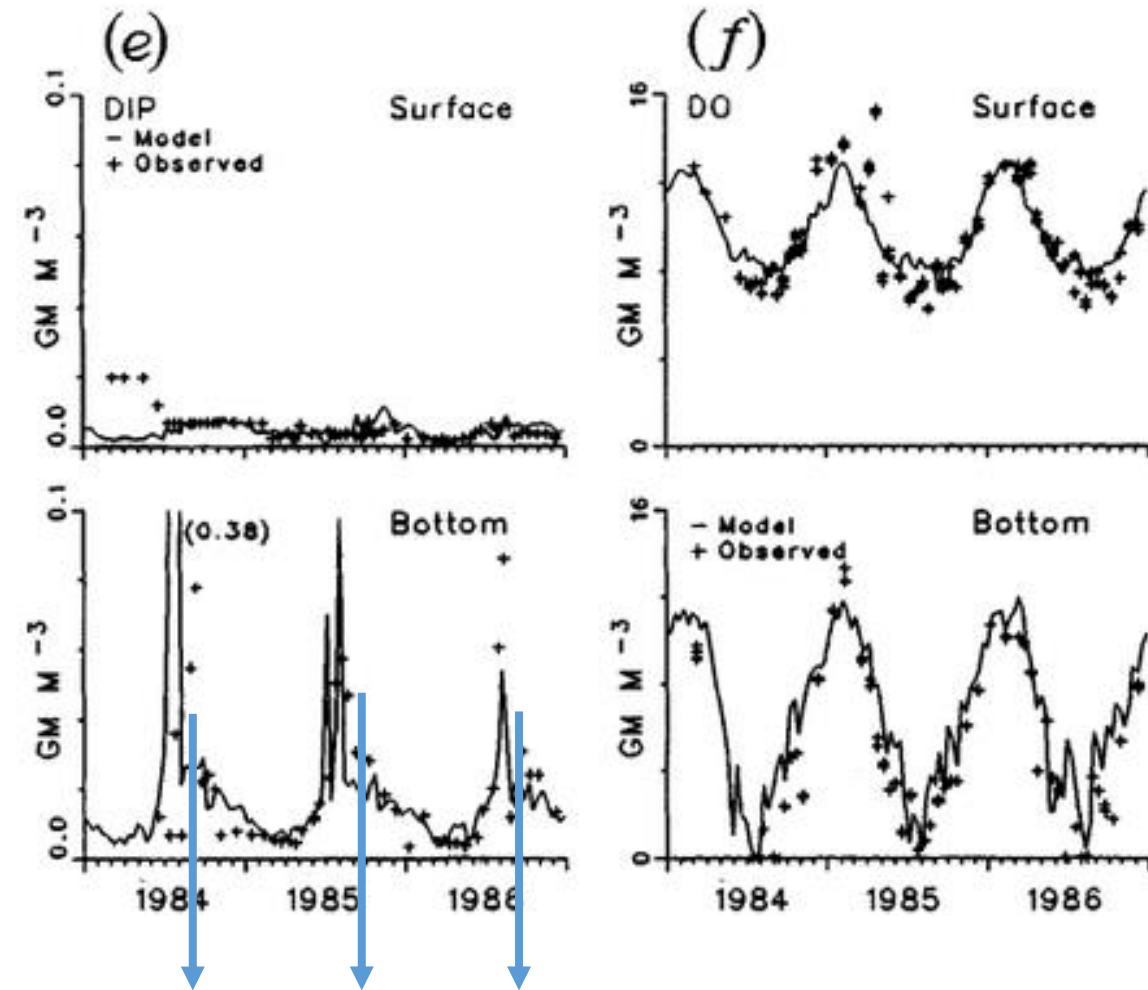 (e)
0.1
DIP
Surface
— Model
+ Observed
GM M -3
0.0
0.1
(0.38)
Bottom
GM M -3
0.0
1984
1985
1986
(f)
16
DO
Surface
GM M -3
0
16
— Model
+ Observed
Bottom
GM M -3
0
1984
1985
1986